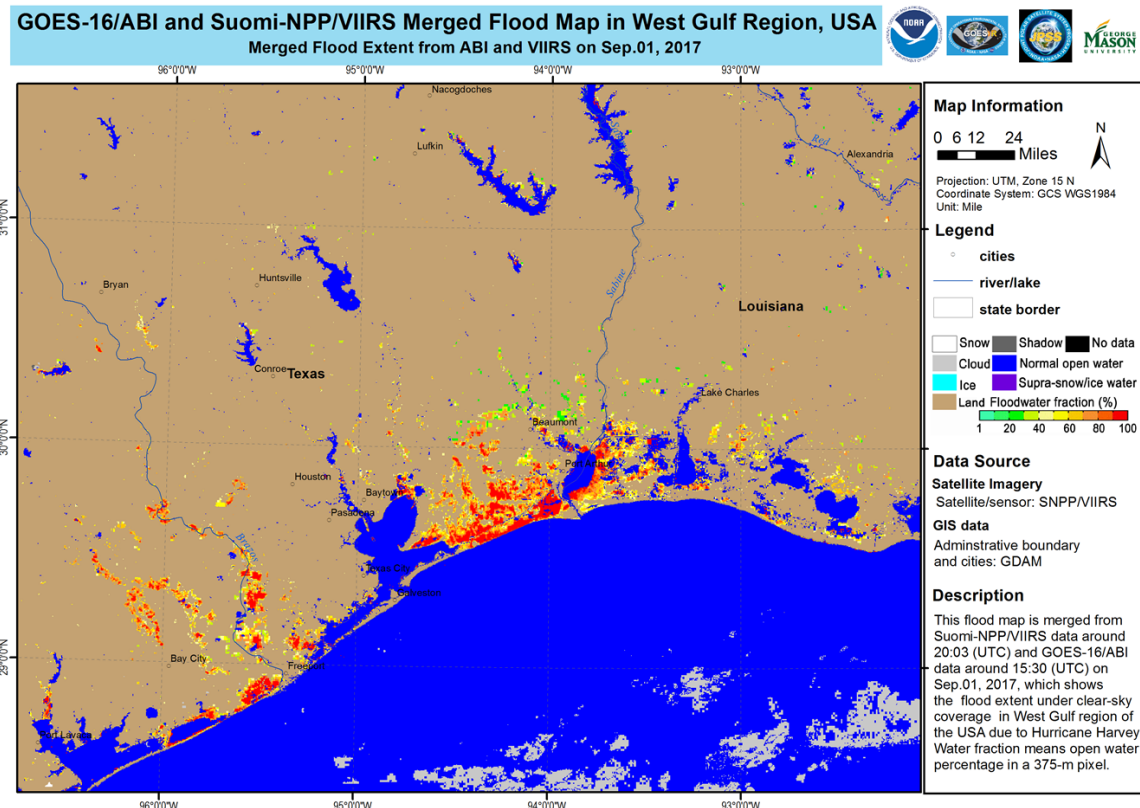 GOES-16/ABI and Suomi-NPP/VIIRS Merged Flood Map in West Gulf Region, USA
Merged Flood Extent from ABI and VIIRS on Sep.01, 2017
NOAA
GOES
JPSS
GEORGE
MASON
UNIVERSITY
96°0'0"W 95°0'0"W 94°0'0"W 93°0'0"W
Nacogdoches
Lufkin
Red
Alexandria
31°0'0"N
Bryan
Huntsville
Sabine
Louisiana
Conroe
Texas
Lake Charles
Beaumont
30°0'0"N
Port Arthur
Houston
Baytown
Pasadena
Brazos
Texas City
Galveston
29°0'0"N
Bay City
Freeport
Port Lavaca
96°0'0"W 95°0'0"W 94°0'0"W 93°0'0"W
Map Information
0 6 12 24
Miles
N
Projection: UTM, Zone 15 N
Coordinate System: GCS WGS1984
Unit: Mile
Legend
cities
river/lake
state border
Snow Shadow No data
Cloud Normal open water
Ice Supra-snow/ice water
Land Floodwater fraction (%)
1 20 40 60 80 100
Data Source
Satellite Imagery
Satellite/sensor: SNPP/VIIRS
GIS data
Adminstrative boundary
and cities: GDAM
Description
This flood map is merged from
Suomi-NPP/VIIRS data around
20:03 (UTC) and GOES-16/ABI
data around 15:30 (UTC) on
Sep.01, 2017, which shows
the flood extent under clear-sky
coverage in West Gulf region of
the USA due to Hurricane Harvey
Water fraction means open water
percentage in a 375-m pixel.